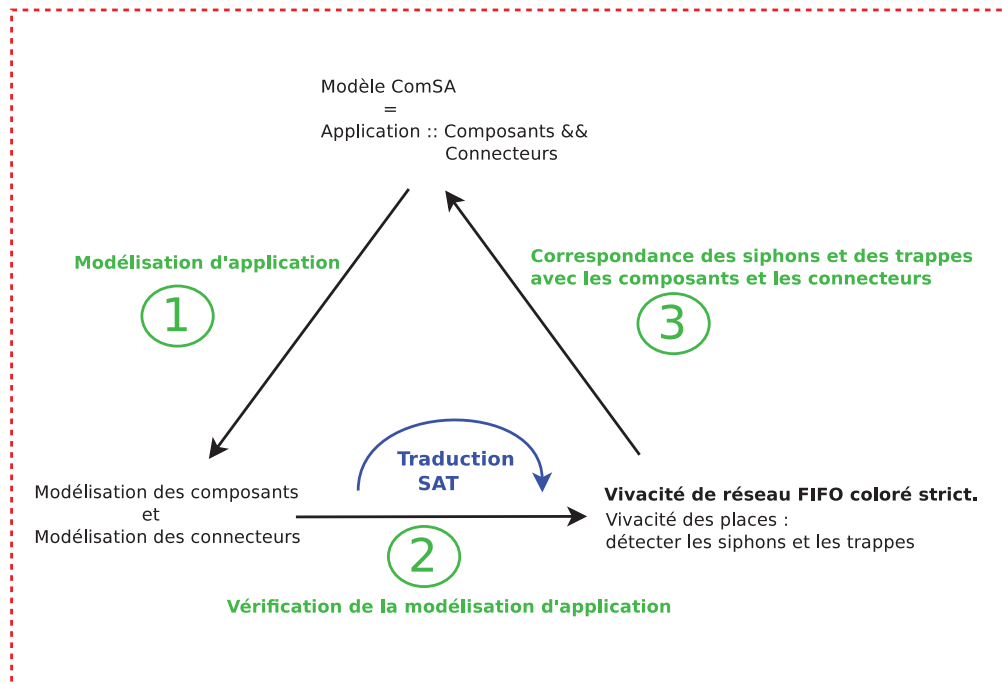 Modèle ComSA
=
Application :: Composants &&
Connecteurs
Modélisation d'application
1
Correspondance des siphons et des trappes
avec les composants et les connecteurs
3
Traduction
SAT
Modélisation des composants
et
Modélisation des connecteurs
2
Vérification de la modélisation d'application
Vivacité de réseau FIFO coloré strict.
Vivacité des places :
détecter les siphons et les trappes